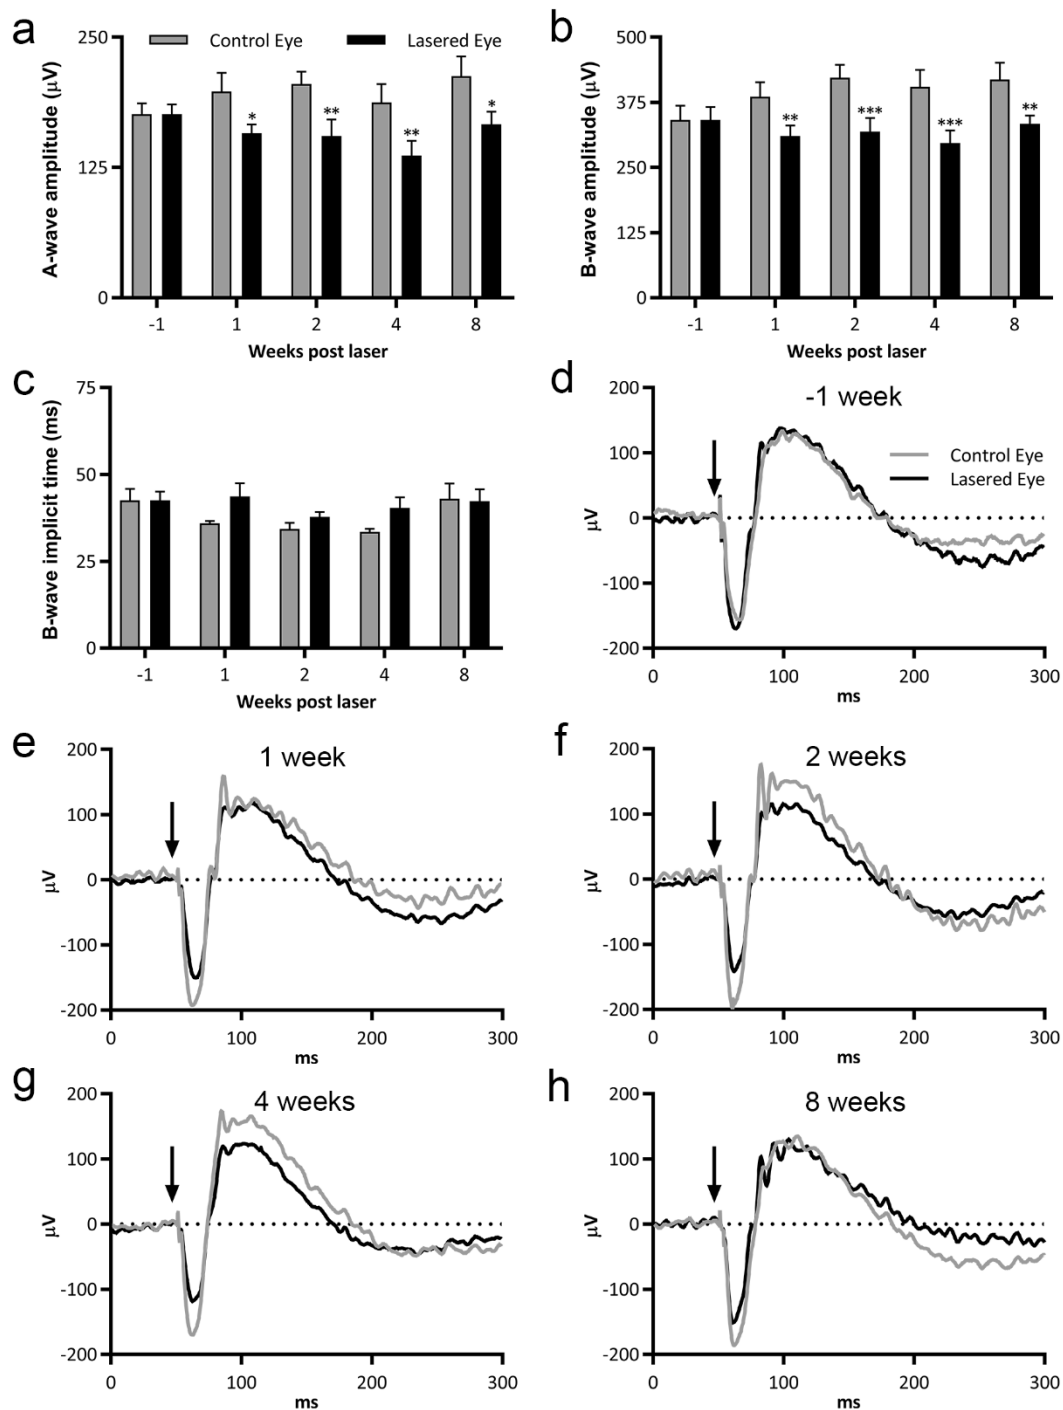 a
250
125
0
A-wave amplitude (µV)
Control Eye
Lasered Eye
*
**
**
*
-1 1 2 4 8
Weeks post laser
b
500
375
250
125
0
B-wave amplitude (µV)
**
***
***
**
-1 1 2 4 8
Weeks post laser
c
75
50
25
0
B-wave implicit time (ms)
-1 1 2 4 8
Weeks post laser
d
-1 week
200
100
0
-100
-200
µV
Control Eye
Lasered Eye
0 100 200 300
ms
e
1 week
200
100
0
-100
-200
µV
0 100 200 300
ms
f
2 weeks
200
100
0
-100
-200
µV
0 100 200 300
ms
g
4 weeks
200
100
0
-100
-200
µV
0 100 200 300
ms
h
8 weeks
200
100
0
-100
-200
µV
0 100 200 300
ms